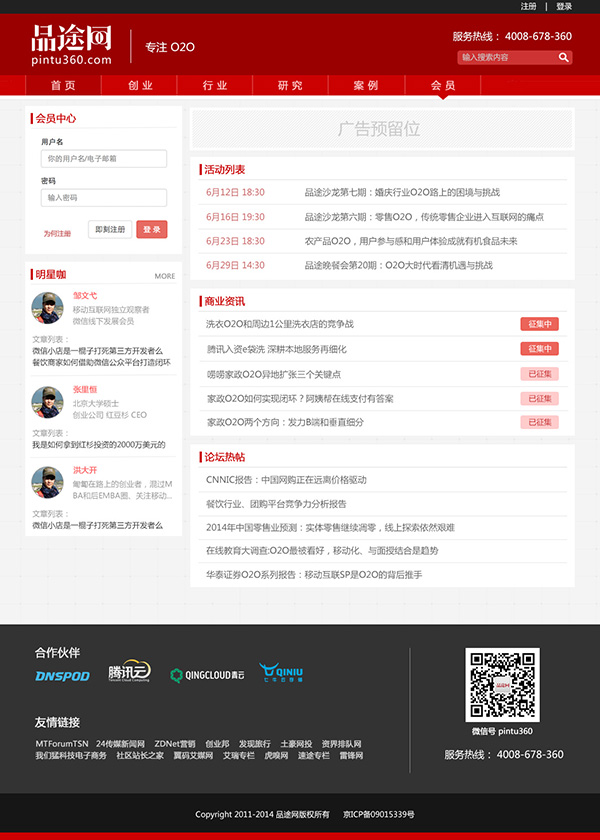 注册 | 登录
品途网
pintu360.com
专注 O2O
服务热线： 4008-678-360
输入搜索内容
首 页
创 业
行 业
研 究
案 例
会 员
会员中心
用户名
你的用户名/电子邮箱
密码
输入密码
为何注册
即刻注册
登 录
明星咖
MORE
邹文弋
移动互联网独立观察者
微信线下发展会员
文章列表：
微信小店是一棍子打死第三方开发者么
餐饮商家如何借助微信公众平台打造闭环
张里恒
北京大学硕士
创业公司 红豆杉 CEO
文章列表：
我是如何拿到红杉投资的2000万美元的
洪大开
匍匐在路上的创业者，混过M
BA和后EMBA圈。关注移动...
文章列表：
微信小店是一棍子打死第三方开发者么
广告预留位
活动列表
6月12日 18:30 品途沙龙第七期：婚庆行业O2O路上的困境与挑战
6月16日 19:30 品途沙龙第六期：零售O2O，传统零售企业进入互联网的痛点
6月23日 18:30 农产品O2O，用户参与感和用户体验成就有机食品未来
6月29日 14:30 品途晚餐会第20期：O2O大时代看清机遇与挑战
商业资讯
洗衣O2O和周边1公里洗衣店的竞争战 征集中
腾讯入资e袋洗 深耕本地服务再细化 征集中
唠唠家政O2O异地扩张三个关键点 已征集
家政O2O如何实现闭环？阿姨帮在线支付有答案 已征集
家政O2O两个方向：发力B端和垂直细分 已征集
论坛热帖
CNNIC报告：中国网购正在远离价格驱动
餐饮行业、团购平台竞争力分析报告
2014年中国零售业预测：实体零售继续凋零，线上探索依然艰难
在线教育大调查:O2O最被看好，移动化、与面授结合是趋势
华泰证券O2O系列报告：移动互联SP是O2O的背后推手
合作伙伴
DNSPOD
腾讯云
Tencent Cloud Computing
QINGCLOUD青云
QINIU
七牛云存储
友情链接
MTForumTSN 24传媒新闻网 ZDNet营销 创业邦 发现旅行 土豪网投 资界排队网
我们猛科技电子商务 社区站长之家 翼码艾媒网 艾瑞专栏 虎嗅网 速途专栏 雷锋网
品途网
微信号 pintu360
服务热线： 4008-678-360
Copyright 2011-2014 品途网版权所有 京ICP备09015339号